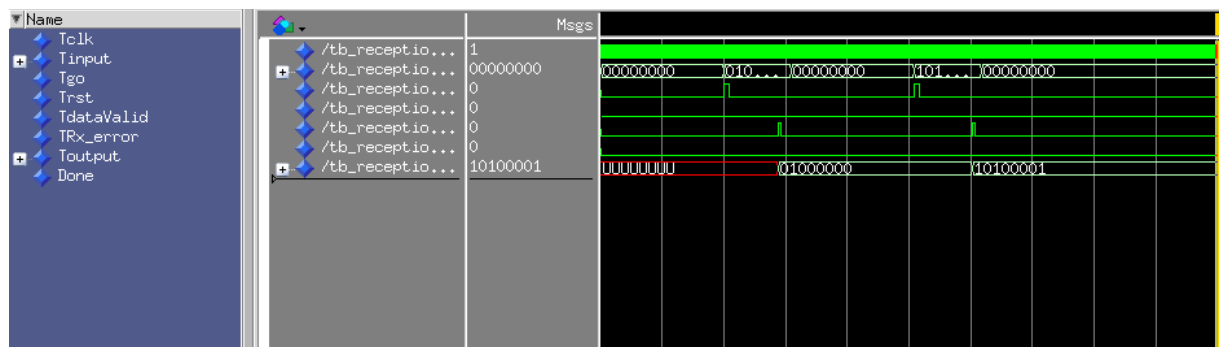 Name
Tclk
Tinput
Tgo
Trst
TdataValid
TRx_error
Toutput
Done
Msgs
/tb_receptio... 1
/tb_receptio... 00000000 00000000 010... 00000000 101... 00000000
/tb_receptio... 0
/tb_receptio... 0
/tb_receptio... 0
/tb_receptio... 0
/tb_receptio... 10100001 UUUUUUUU 01000000 10100001